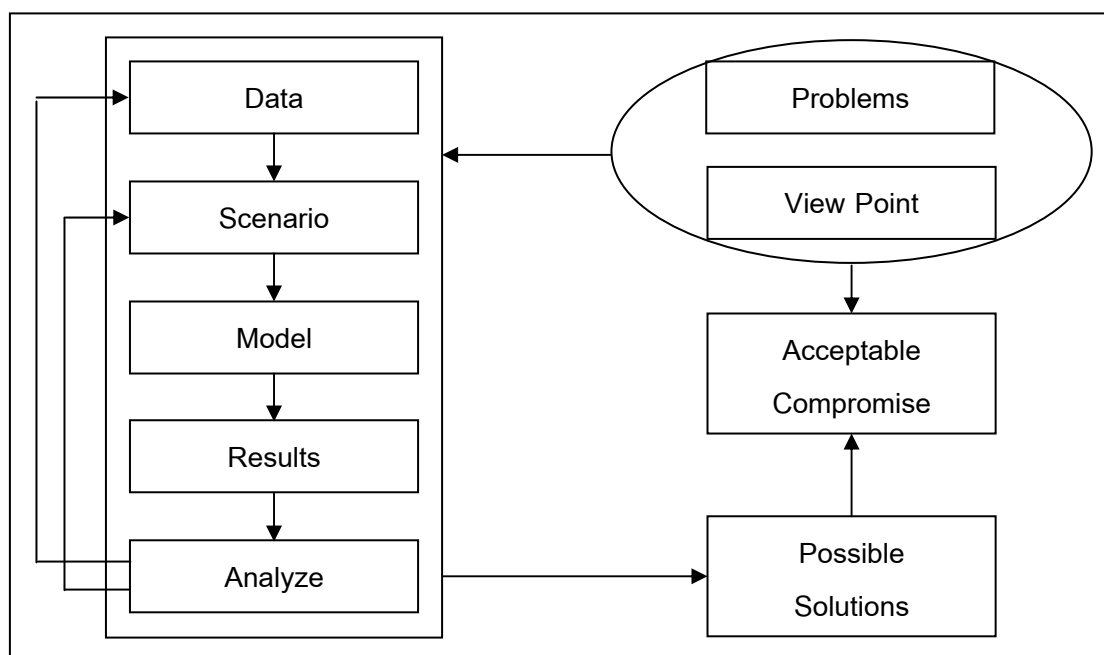 Data
Scenario
Model
Results
Analyze
Problems
View Point
Acceptable
Compromise
Possible
Solutions